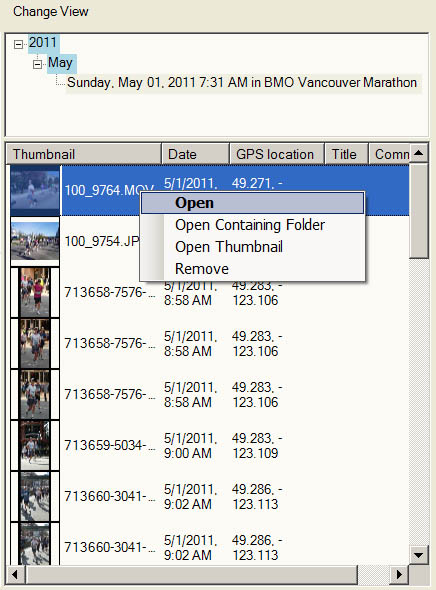 Change View
2011
May
Sunday, May 01, 2011 7:31 AM in BMO Vancouver Marathon
Thumbnail Date GPS location Title Comn
100_9764.MOV 5/1/2011, 49.271, -
Open
Open Containing Folder
100_9754.JP
Open Thumbnail
Remove
713658-7576-... 5/1/2011, 49.283, -
8:58 AM 123.106
713658-7576-... 5/1/2011, 49.283, -
8:58 AM 123.106
713658-7576-... 5/1/2011, 49.283, -
8:58 AM 123.106
713659-5034-... 5/1/2011, 49.283, -
9:00 AM 123.109
713660-3041-... 5/1/2011, 49.286, -
9:02 AM 123.113
713660-3041-... 5/1/2011, 49.286, -
9:02 AM 123.113